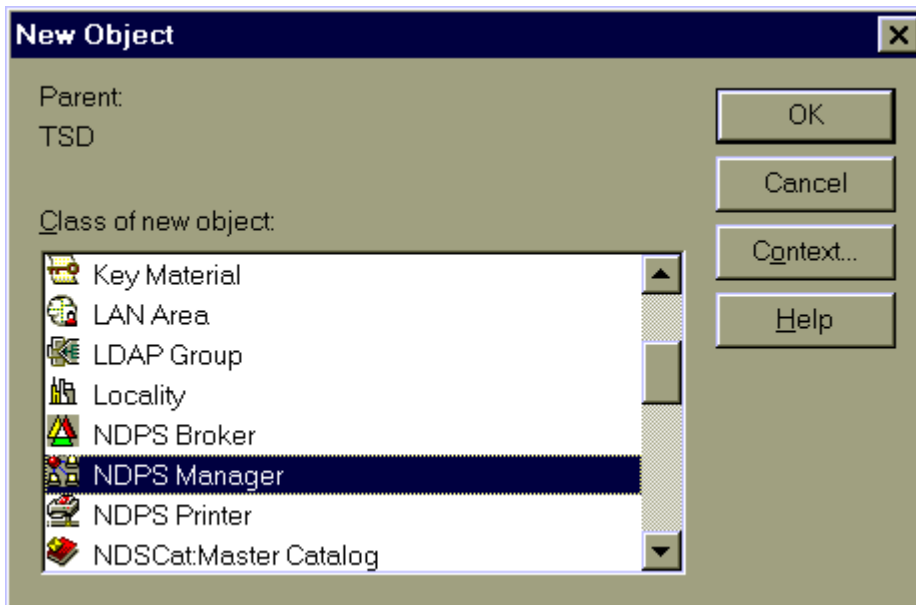 New Object
Parent:
TSD
Class of new object:
Key Material
LAN Area
LDAP Group
Locality
NDPS Broker
NDPS Manager
NDPS Printer
NDSCat:Master Catalog
OK
Cancel
Context...
Help